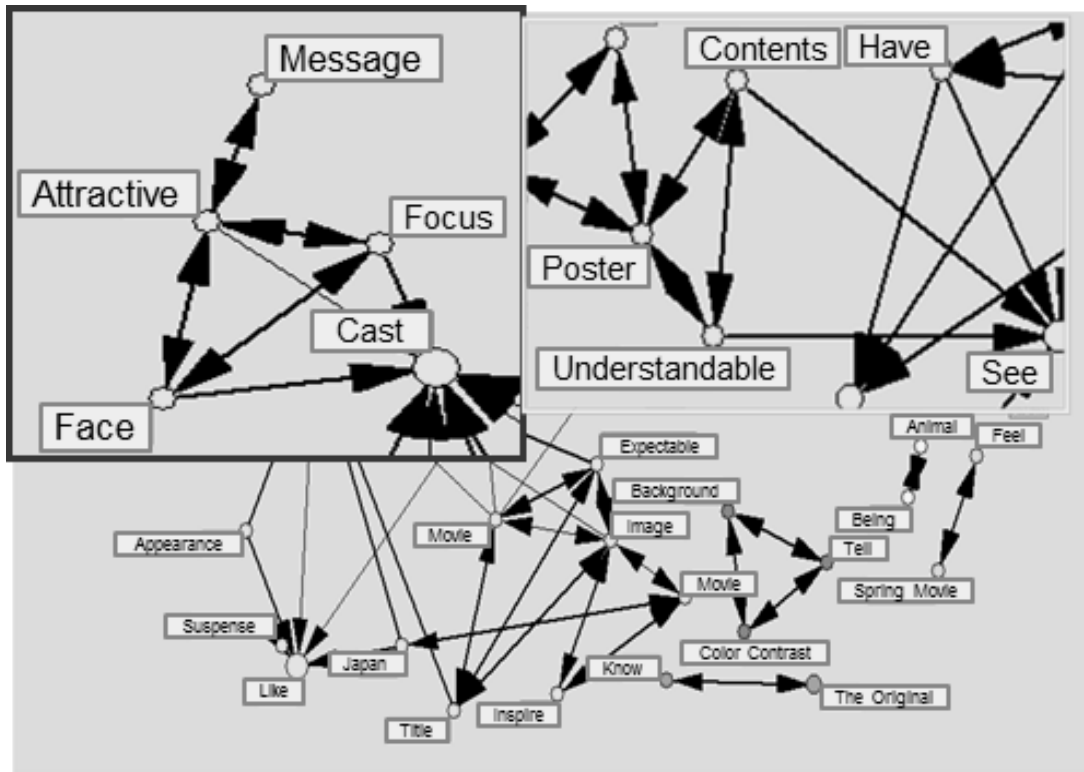 Message
Attractive
Focus
Cast
Face
Contents
Have
Poster
Understandable
See
Expectable
Animal
Feel
Background
Movie
Image
Being
Appearance
Tell
Movie
Spring Movie
Suspense
Japan
Color Contrast
Like
Know
Title
Inspire
The Original